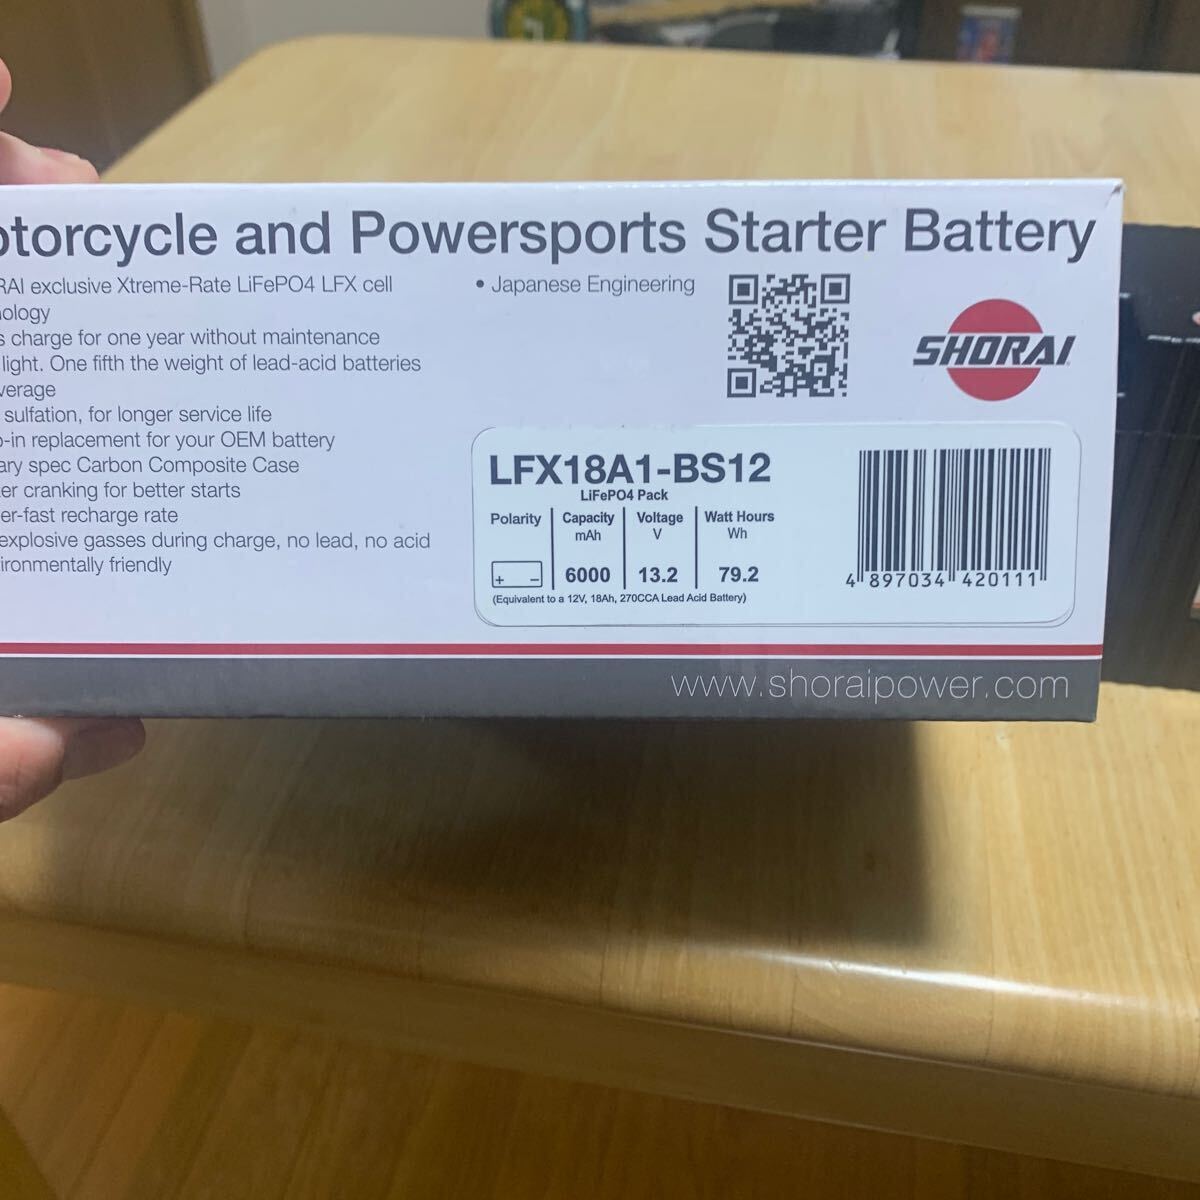 otorcycle and Powersports Starter Battery
RAI exclusive Xtreme-Rate LiFePO4 LFX cell
ology
s charge for one year without maintenance
light. One fifth the weight of lead-acid batteries
verage
sulfation, for longer service life
-in replacement for your OEM battery
ary spec Carbon Composite Case
er cranking for better starts
er-fast recharge rate
explosive gasses during charge, no lead, no acid
ironmentally friendly
• Japanese Engineering
SHORAI
LFX18A1-BS12
LiFePO4 Pack
Polarity Capacity Voltage Watt Hours
mAh V Wh
+ − 6000 13.2 79.2
(Equivalent to a 12V, 18Ah, 270CCA Lead Acid Battery)
4 897034 420111
www.shoraipower.com